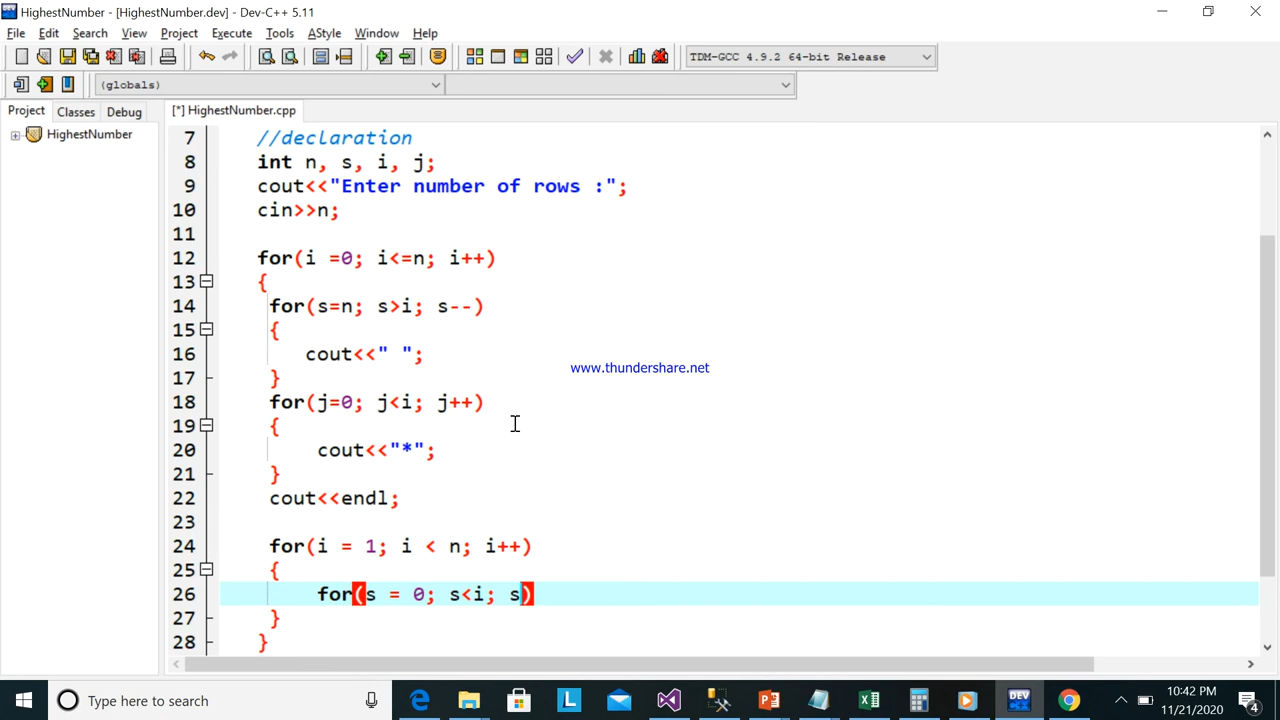 HighestNumber - [HighestNumber.dev] - Dev-C++ 5.11
File Edit Search View Project Execute Tools AStyle Window Help
TDM-GCC 4.9.2 64-bit Release
(globals)
Project Classes Debug [*] HighestNumber.cpp
HighestNumber
7 //declaration
8 int n, s, i, j;
9 cout<<"Enter number of rows :";
10 cin>>n;
11
12 for(i =0; i<=n; i++)
13 {
14 for(s=n; s>i; s--)
15 {
16 cout<<" ";
www.thundershare.net
17 }
18 for(j=0; j<i; j++)
19 {
20 cout<<"*";
21 }
22 cout<<endl;
23
24 for(i = 1; i < n; i++)
25 {
26 for(s = 0; s<i; s)
27 }
28 }
Type here to search
10:42 PM
11/21/2020
4